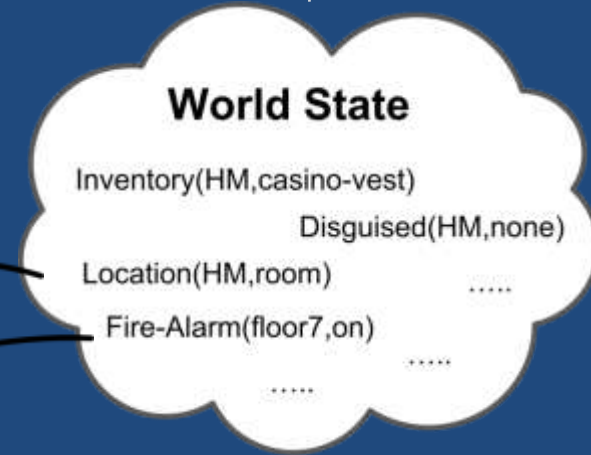 World State
Inventory(HM,casino-vest)
Disguised(HM,none)
Location(HM,room)
.....
Fire-Alarm(floor7,on)
.....
.....